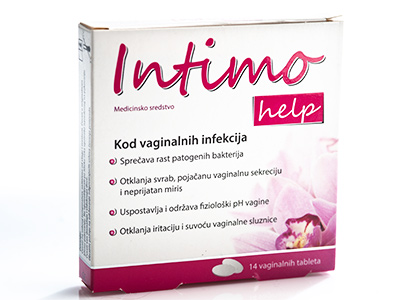 Intimo
Medicinsko sredstvo
help
Kod vaginalnih infekcija
Sprečava rast patogenih bakterija
Otklanja svrab, pojačanu vaginalnu sekreciju
i neprijatan miris
Uspostavlja i održava fiziološki pH vagine
Otklanja iritaciju i suvoću vaginalne sluznice
14 vaginalnih tableta